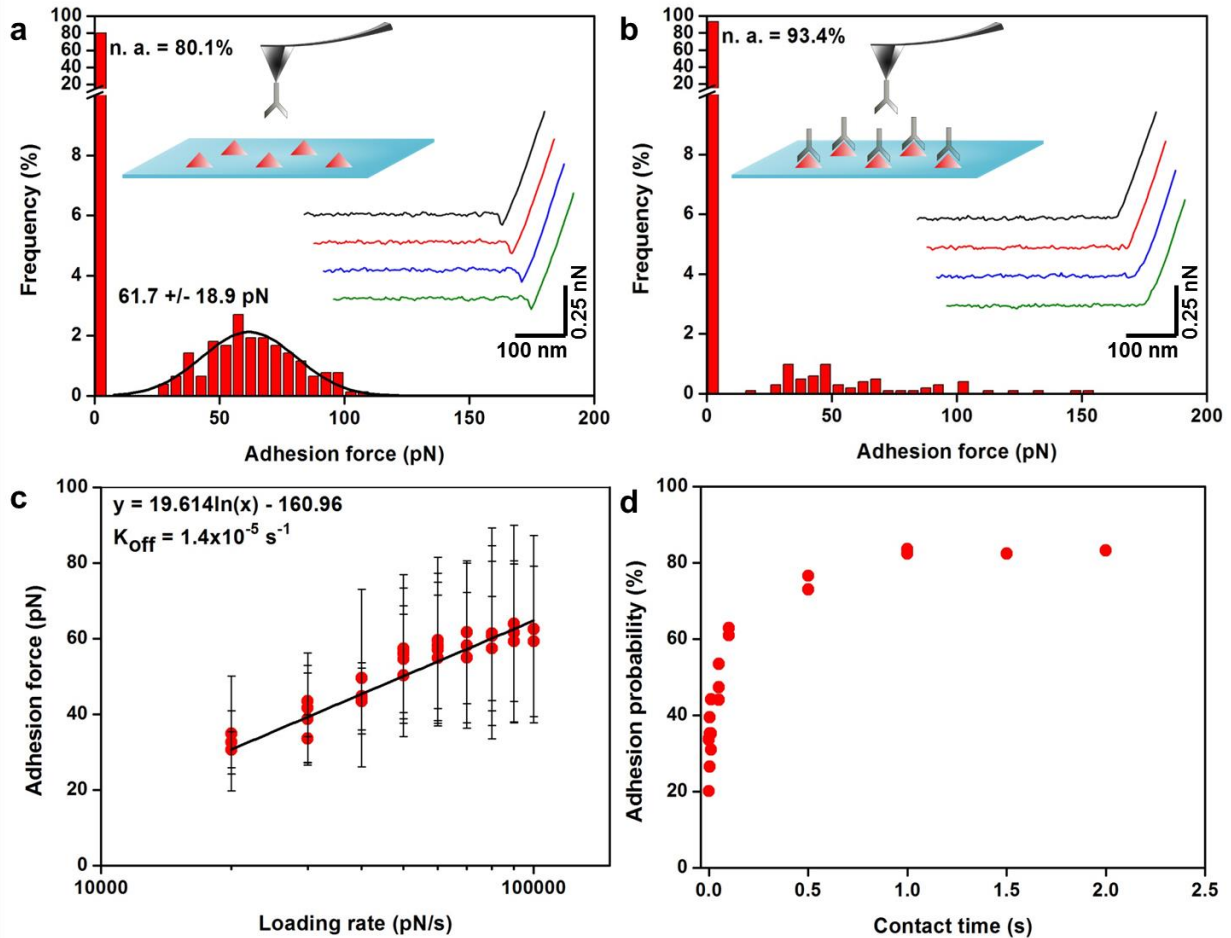 a
n. a. = 80.1%
100
80
60
40
20
8
6
4
2
0
Frequency (%)
61.7 +/- 18.9 pN
0.25 nN
100 nm
0 50 100 150 200
Adhesion force (pN)
b
n. a. = 93.4%
100
80
60
40
20
8
6
4
2
0
Frequency (%)
0.25 nN
100 nm
0 50 100 150 200
Adhesion force (pN)
c
y = 19.614ln(x) - 160.96
Koff = 1.4x10-5 s-1
100
80
60
40
20
0
Adhesion force (pN)
10000 100000
Loading rate (pN/s)
d
100
80
60
40
20
0
Adhesion probability (%)
0.0 0.5 1.0 1.5 2.0 2.5
Contact time (s)